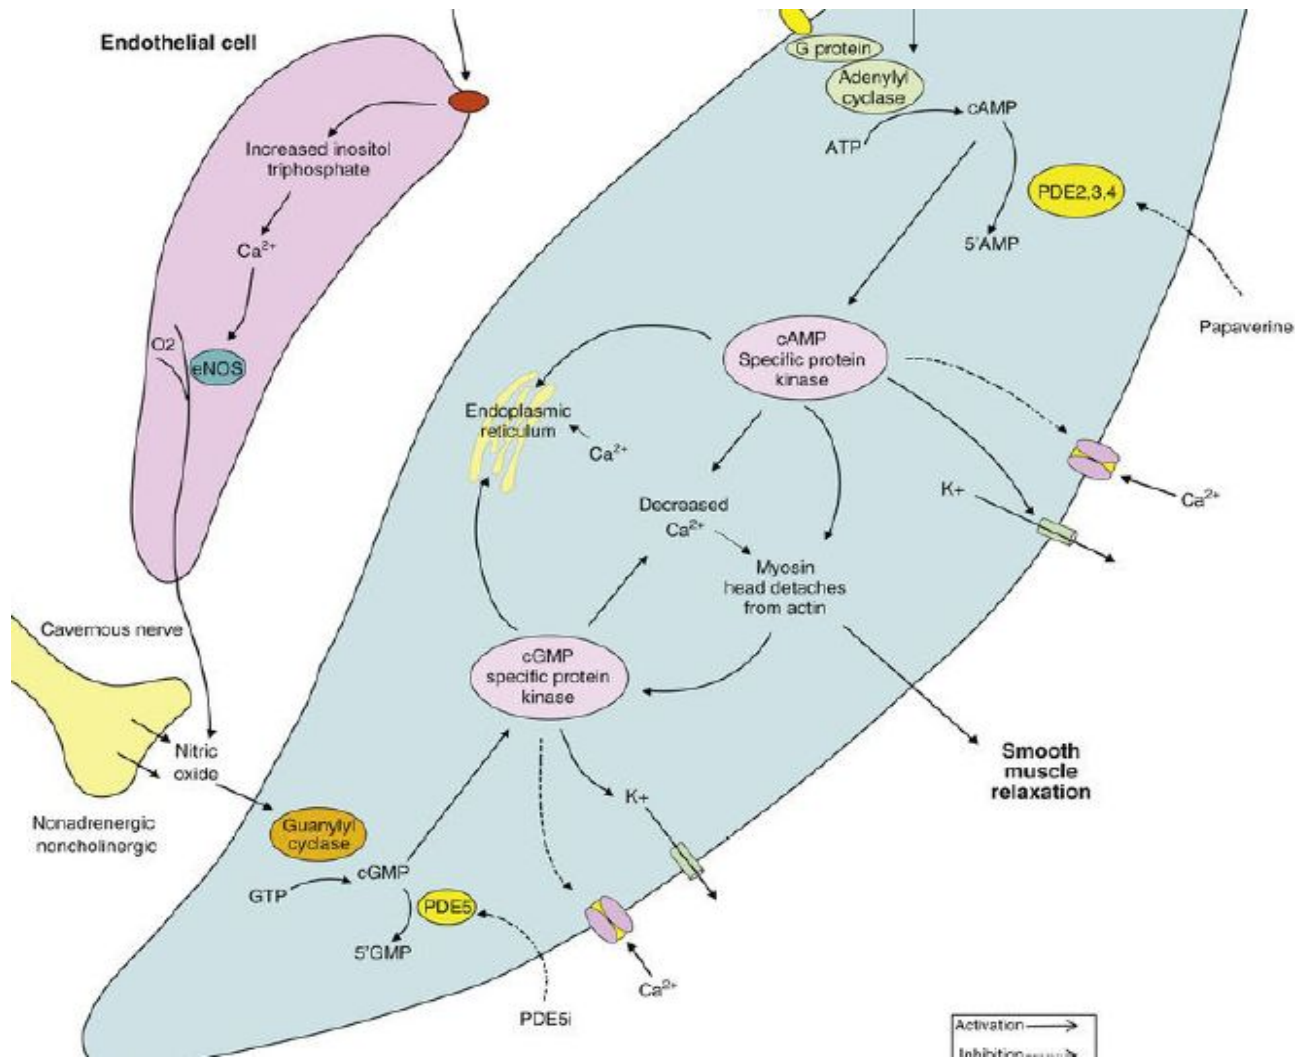 Endothelial cell
G protein
Adenylyl
cyclase
cAMP
ATP
Increased inositol
triphosphate
PDE2,3,4
5'AMP
Ca²⁺
Papaverine
O2
eNOS
cAMP
Specific protein
kinase
Endoplasmic
reticulum
Ca²⁺
K+
Ca²⁺
Decreased
Ca²⁺
Myosin
head detaches
from actin
Cavernous nerve
cGMP
specific protein
kinase
Nitric
oxide
Smooth
muscle
relaxation
K+
Nonadrenergic
noncholinergic
Guanylyl
cyclase
cGMP
GTP
PDE5
5'GMP
Ca²⁺
PDE5i
Activation
Inhibition